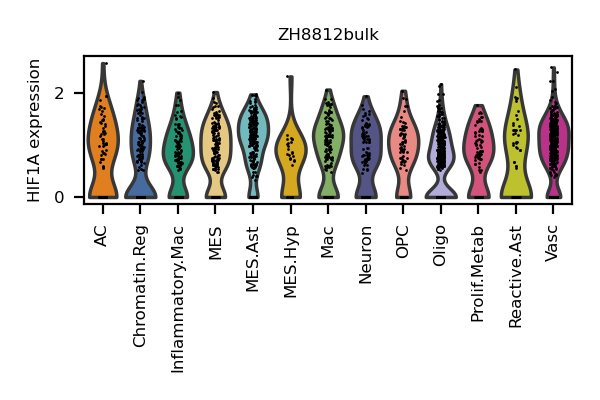 ZH8812bulk
HIF1A expression
2
0
AC
Chromatin.Reg
Inflammatory.Mac
MES
MES.Ast
MES.Hyp
Mac
Neuron
OPC
Oligo
Prolif.Metab
Reactive.Ast
Vasc